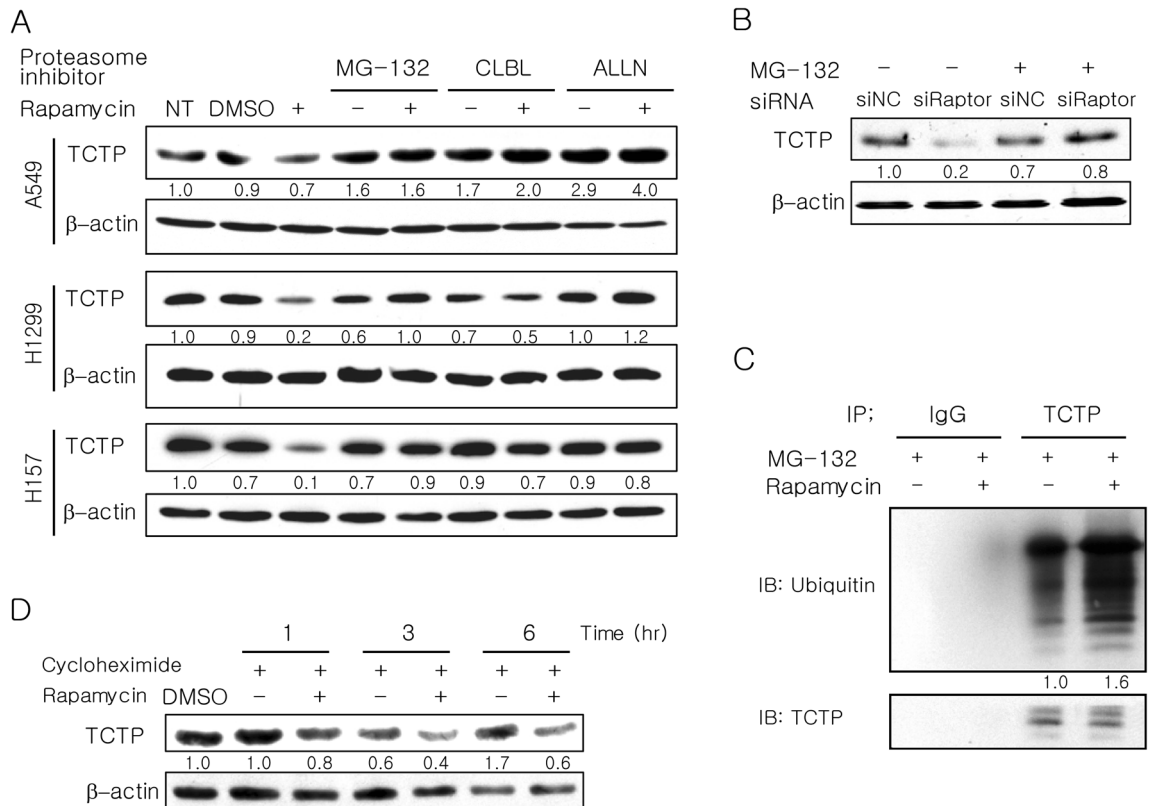 A
Proteasome
inhibitor
MG-132 CLBL ALLN
Rapamycin NT DMSO + - + - + - +
A549
TCTP
1.0 0.9 0.7 1.6 1.6 1.7 2.0 2.9 4.0
β-actin
H1299
TCTP
1.0 0.9 0.2 0.6 1.0 0.7 0.5 1.0 1.2
β-actin
H157
TCTP
1.0 0.7 0.1 0.7 0.9 0.9 0.7 0.9 0.8
β-actin
B
MG-132 - - + +
siRNA siNC siRaptor siNC siRaptor
TCTP
1.0 0.2 0.7 0.8
β-actin
C
IP; IgG TCTP
MG-132 + + + +
Rapamycin - + - +
IB: Ubiquitin
1.0 1.6
IB: TCTP
D
1 3 6 Time (hr)
Cycloheximide + + + + + +
Rapamycin DMSO - + - + - +
TCTP
1.0 1.0 0.8 0.6 0.4 1.7 0.6
β-actin